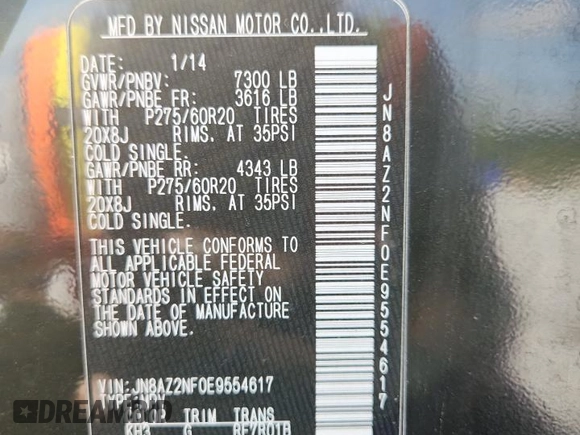 MFD BY NISSAN MOTOR CO.,LTD.
DATE: 1/14
GVWR/PNBV: 7300 LB
GAWR/PNBE FR: 3616 LB
WITH P275/60R20 TIRES
20X8J RIMS, AT 35PSI
COLD SINGLE.
GAWR/PNBE RR: 4343 LB
WITH P275/60R20 TIRES
20X8J RIMS, AT 35PSI
COLD SINGLE.
THIS VEHICLE CONFORMS TO
ALL APPLICABLE FEDERAL
MOTOR VEHICLE SAFETY
STANDARDS IN EFFECT ON
THE DATE OF MANUFACTURE
SHOWN ABOVE.
VIN:JN8AZ2NF0E9554617
TRIM TRANS
KH3 G RE7R01B
JN8AZ2NF0E9554617